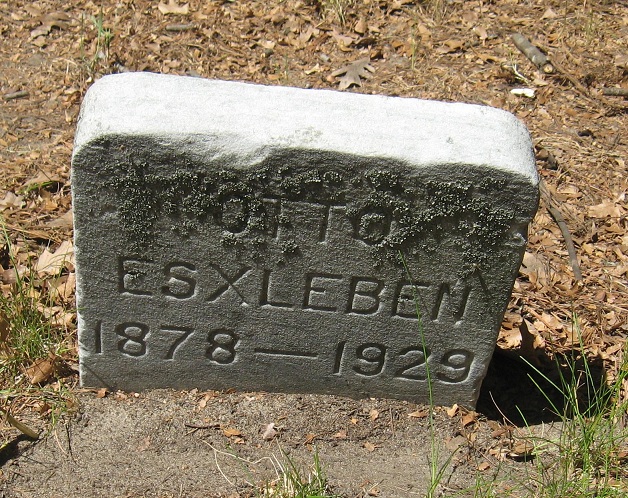 OTTO
ESXLEBEN
1878 — 1929